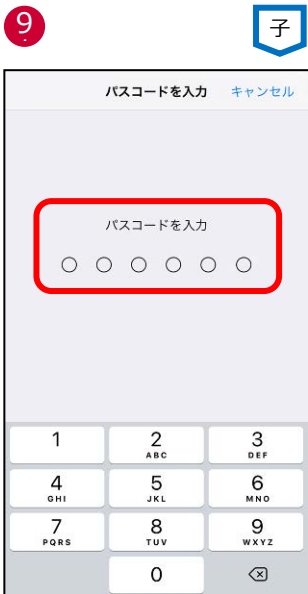 9.
子
パスコードを入力 キャンセル
パスコードを入力
1 2 3
ABC DEF
4 5 6
GHI JKL MNO
7 8 9
PQRS TUV WXYZ
0